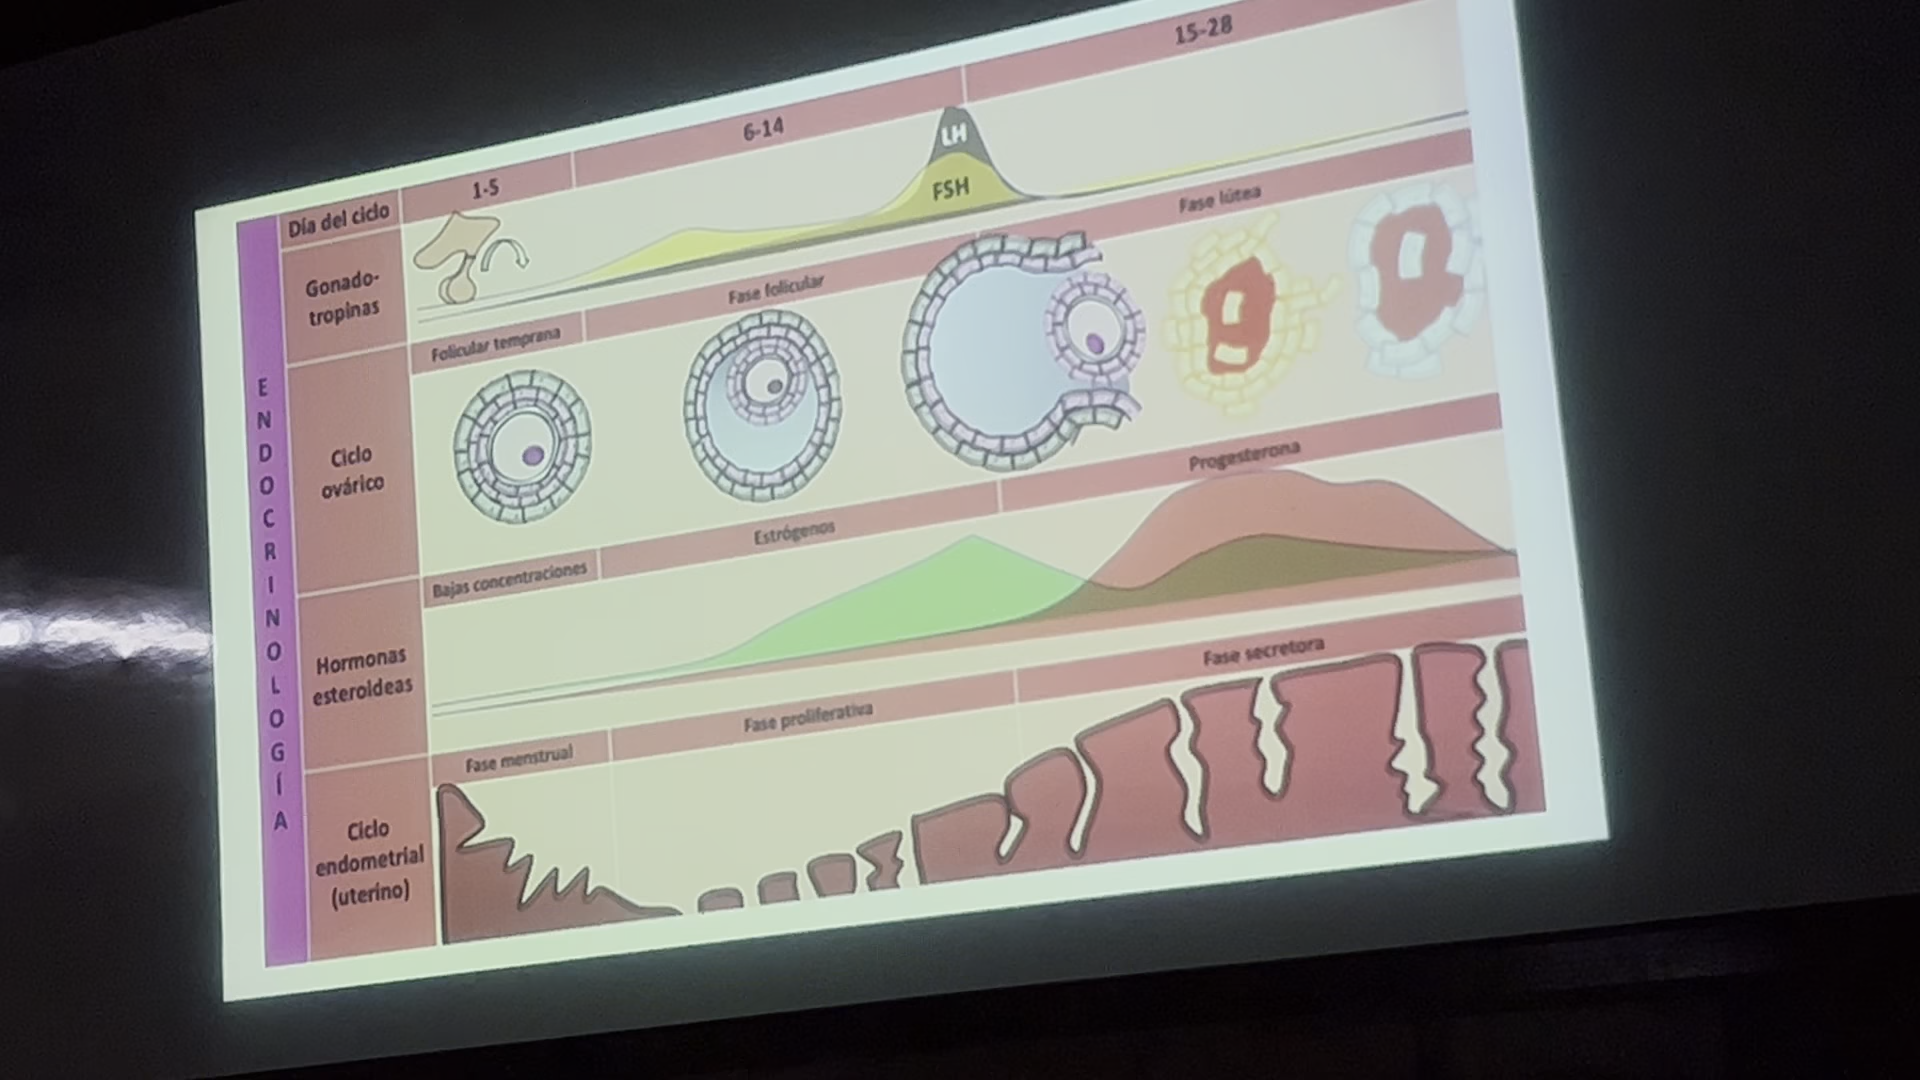 ENDOCRINOLOGÍA
Día del ciclo
1-5
6-14
15-28
Gonado-
tropinas
LH
FSH
Folicular temprana
Fase folicular
Fase lútea
Ciclo
ovárico
Bajas concentraciones
Estrógenos
Progesterona
Hormonas
esteroideas
Fase menstrual
Fase proliferativa
Fase secretora
Ciclo
endometrial
(uterino)